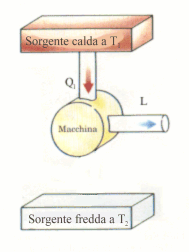 Sorgente calda a T₁
Q₁
L
Macchina
Sorgente fredda a T₂